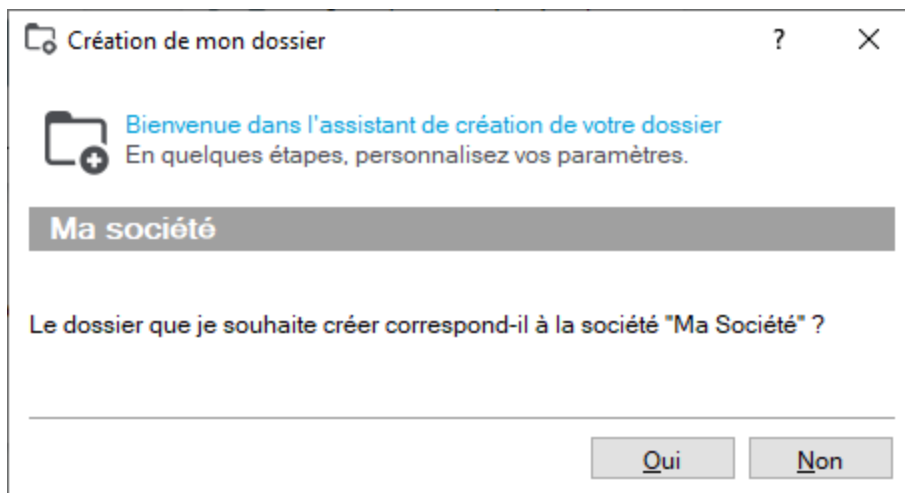 Création de mon dossier
?
Bienvenue dans l'assistant de création de votre dossier
En quelques étapes, personnalisez vos paramètres.
Ma société
Le dossier que je souhaite créer correspond-il à la société "Ma Société" ?
Oui Non